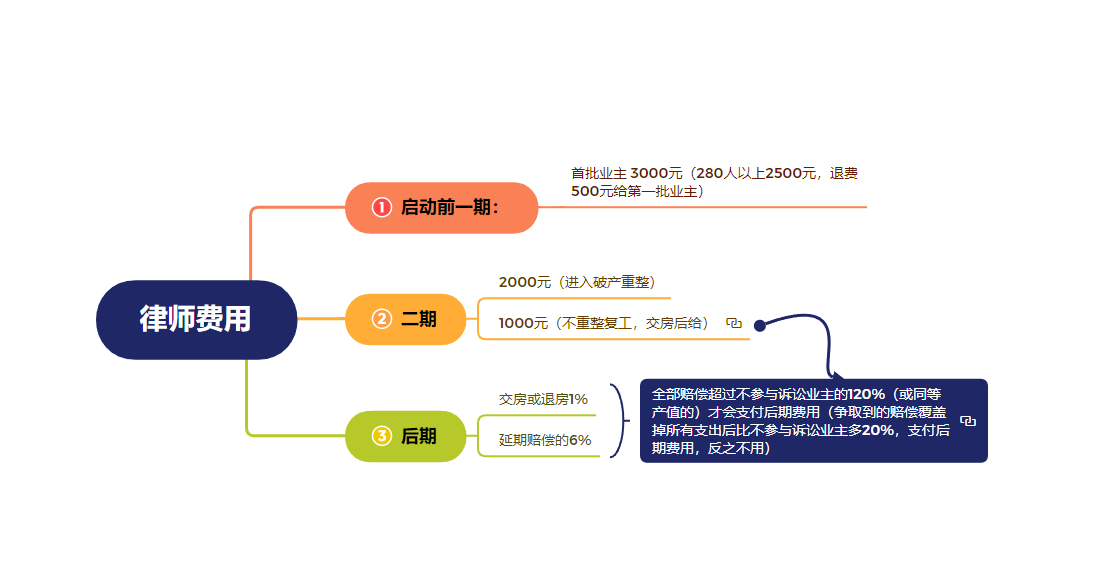 律师费用
① 启动前一期：
首批业主 3000元（280人以上2500元，退费
500元给第一批业主）
② 二期
2000元（进入破产重整）
1000元（不重整复工，交房后给）
③ 后期
交房或退房1%
延期赔偿的6%
全部赔偿超过不参与诉讼业主的120%（或同等
产值的）才会支付后期费用（争取到的赔偿覆盖
掉所有支出后比不参与诉讼业主多20%，支付后
期费用，反之不用）